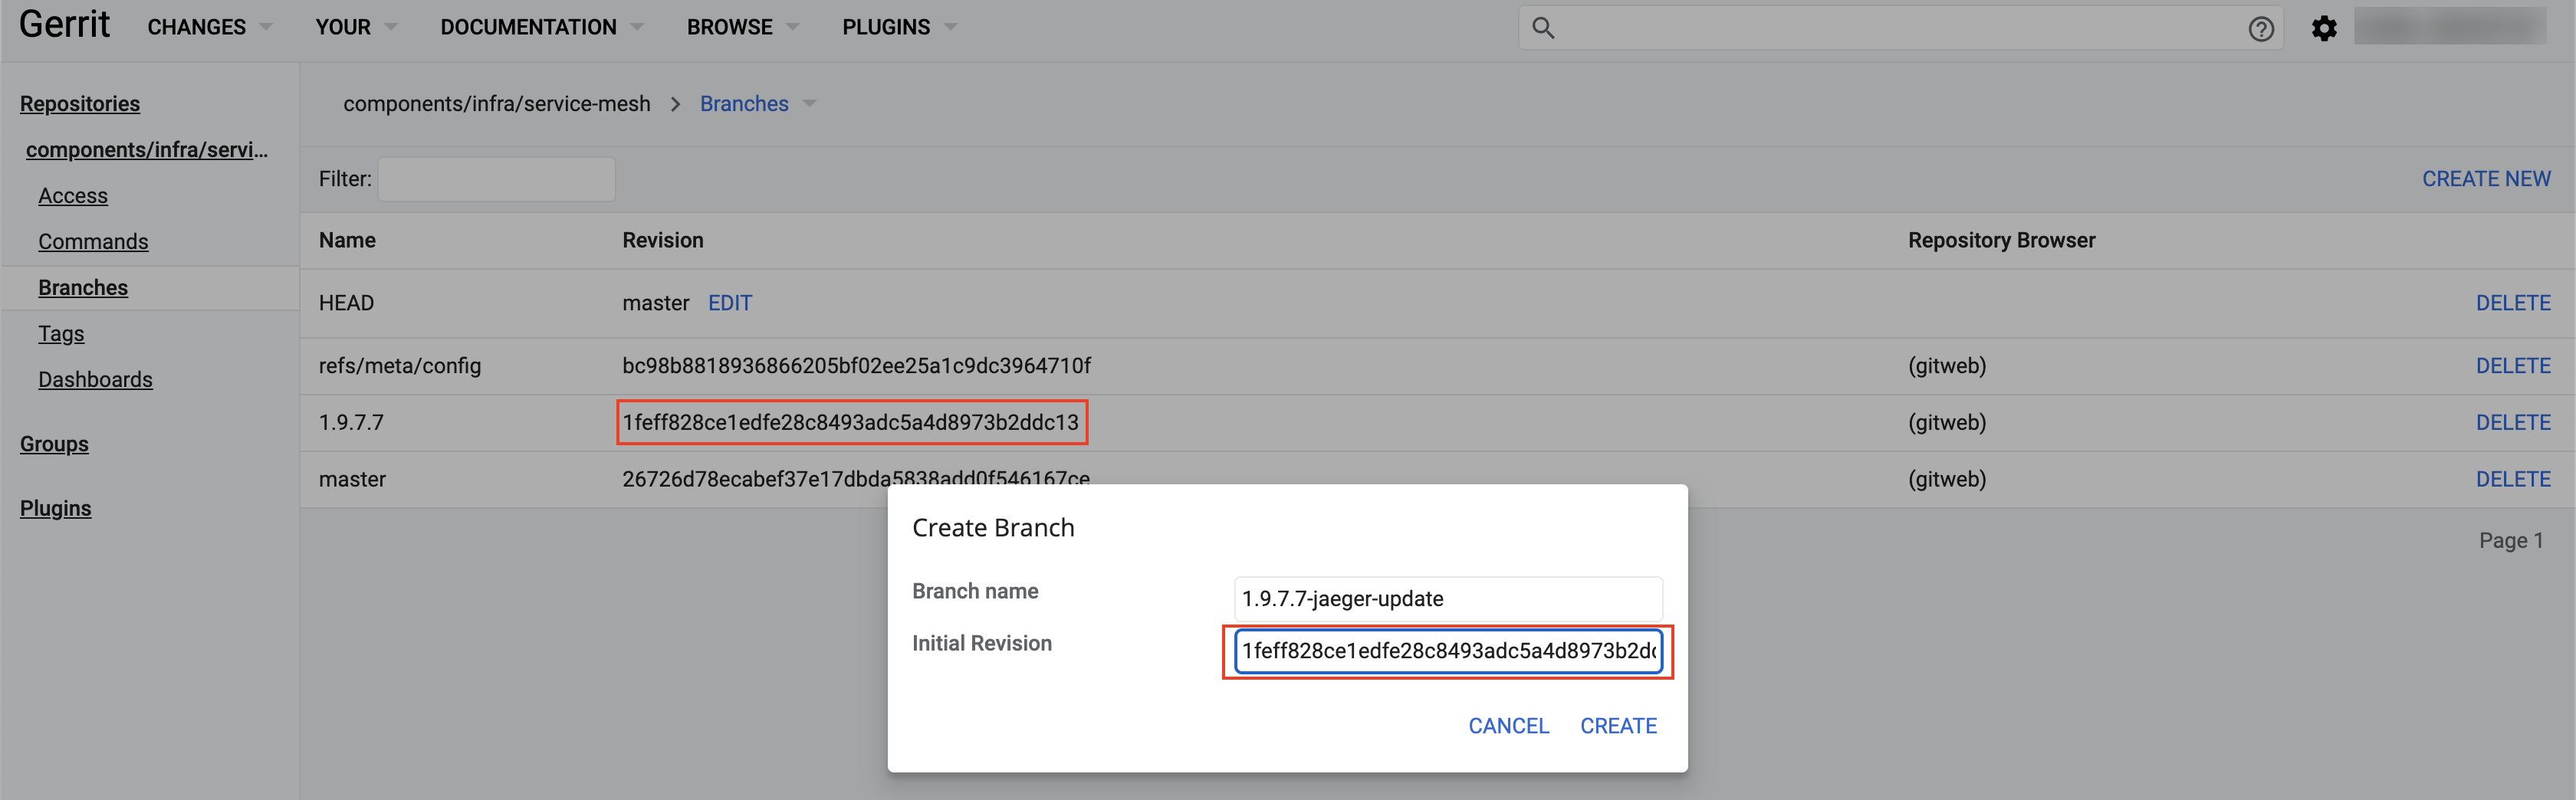 Gerrit CHANGES YOUR DOCUMENTATION BROWSE PLUGINS
Repositories
components/infra/servi...
Access
Commands
Branches
Tags
Dashboards
Groups
Plugins
components/infra/service-mesh > Branches
Filter:
CREATE NEW
Name Revision Repository Browser
HEAD master EDIT DELETE
refs/meta/config bc98b8818936866205bf02ee25a1c9dc3964710f (gitweb) DELETE
1.9.7.7 1feff828ce1edfe28c8493adc5a4d8973b2ddc13 (gitweb) DELETE
master 26726d78ecabef37e17dbda5838add0f546167ce (gitweb) DELETE
Page 1
Create Branch
Branch name 1.9.7.7-jaeger-update
Initial Revision 1feff828ce1edfe28c8493adc5a4d8973b2dd
CANCEL CREATE